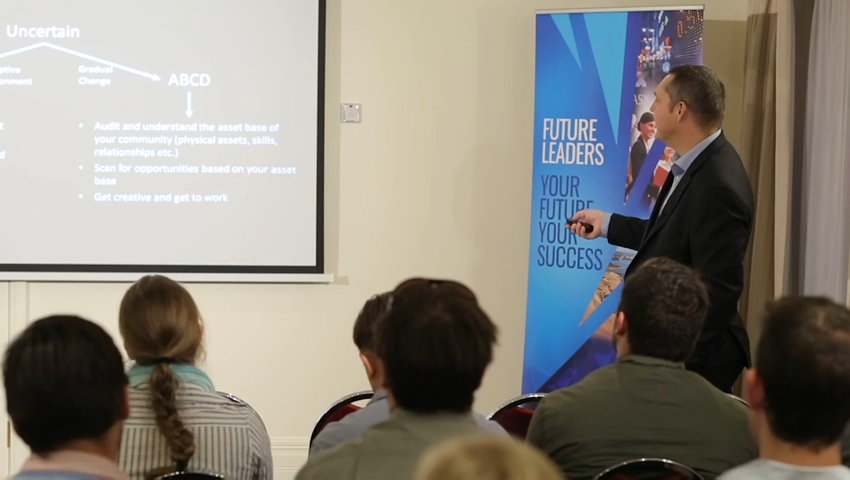 Uncertain
Gradual
Change
ABCD
• Audit and understand the asset base of
your community (physical assets, skills,
relationships etc.)
• Scan for opportunities based on your asset
base
• Get creative and get to work
FUTURE
LEADERS
YOUR
FUTURE
YOUR
SUCCESS